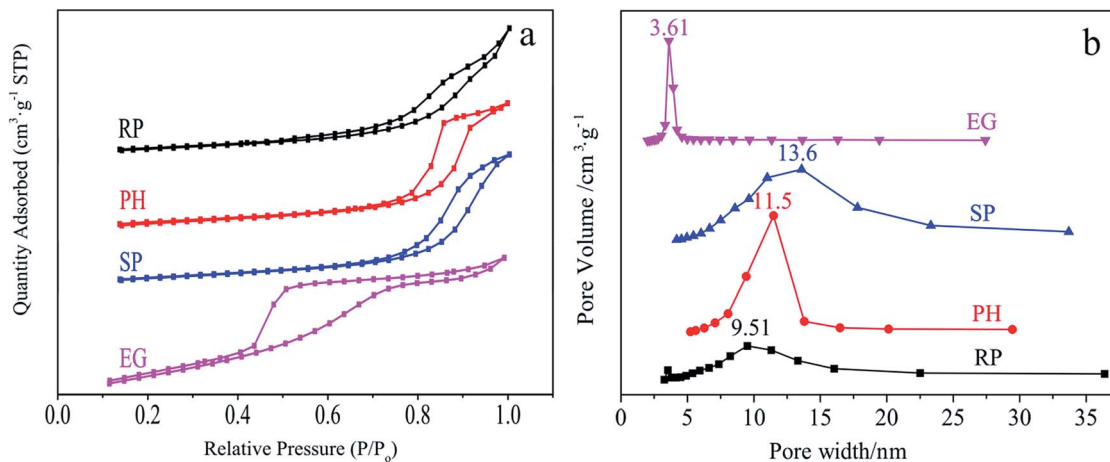 a
Quantity Adsorbed (cm³·g⁻¹ STP)
RP
PH
SP
EG
0.0 0.2 0.4 0.6 0.8 1.0
Relative Pressure (P/Pₒ)
b
Pore Volume /cm³·g⁻¹
3.61
EG
13.6
SP
11.5
PH
9.51
RP
0 5 10 15 20 25 30 35
Pore width/nm